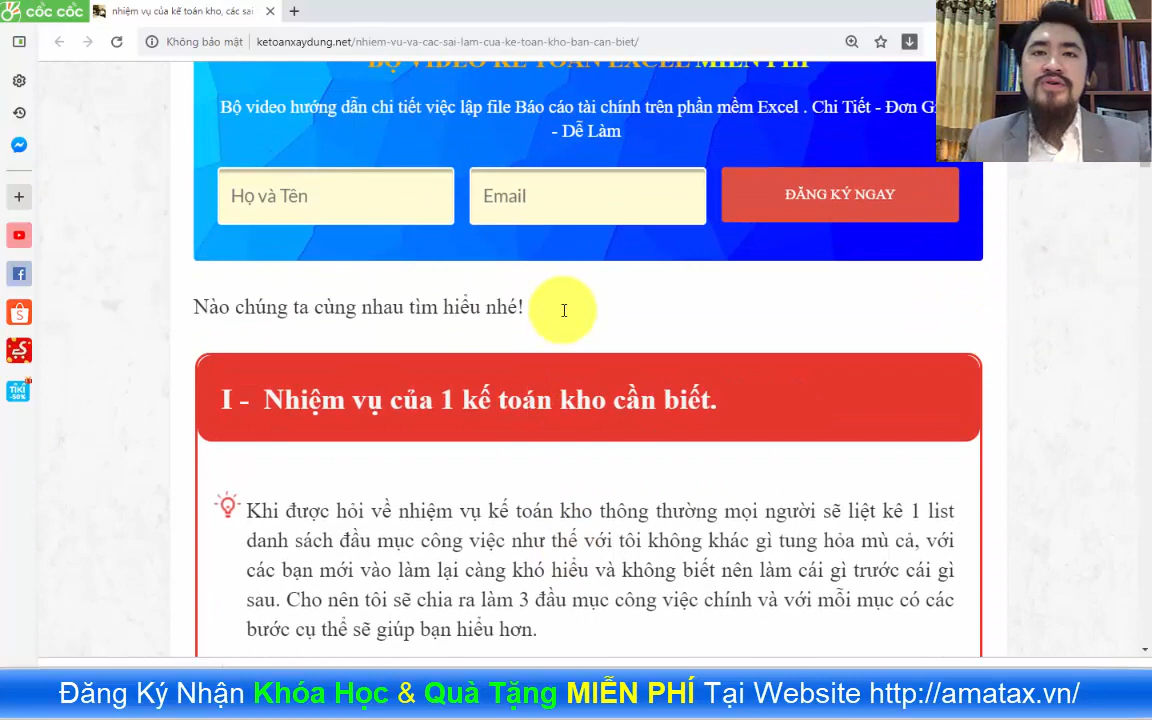 cốc cốc
nhiệm vụ của kế toán kho, các sai
Không bảo mật
ketoanxaydung.net/nhiem-vu-va-cac-sai-lam-cua-ke-toan-kho-ban-can-biet/
BỘ VIDEO KẾ TOÁN EXCEL MIỄN PHÍ
Bộ video hướng dẫn chi tiết việc lập file Báo cáo tài chính trên phần mềm Excel . Chi Tiết - Đơn
- Dễ Làm
Họ và Tên
Email
ĐĂNG KÝ NGAY
Nào chúng ta cùng nhau tìm hiểu nhé!
I - Nhiệm vụ của 1 kế toán kho cần biết.
Khi được hỏi về nhiệm vụ kế toán kho thông thường mọi người sẽ liệt kê 1 list
danh sách đầu mục công việc như thế với tôi không khác gì tung hỏa mù cả, với
các bạn mới vào làm lại càng khó hiểu và không biết nên làm cái gì trước cái gì
sau. Cho nên tôi sẽ chia ra làm 3 đầu mục công việc chính và với mỗi mục có các
bước cụ thể sẽ giúp bạn hiểu hơn.
TIKI
-50%
Đăng Ký Nhận Khóa Học & Quà Tặng MIỄN PHÍ Tại Website http://amatax.vn/